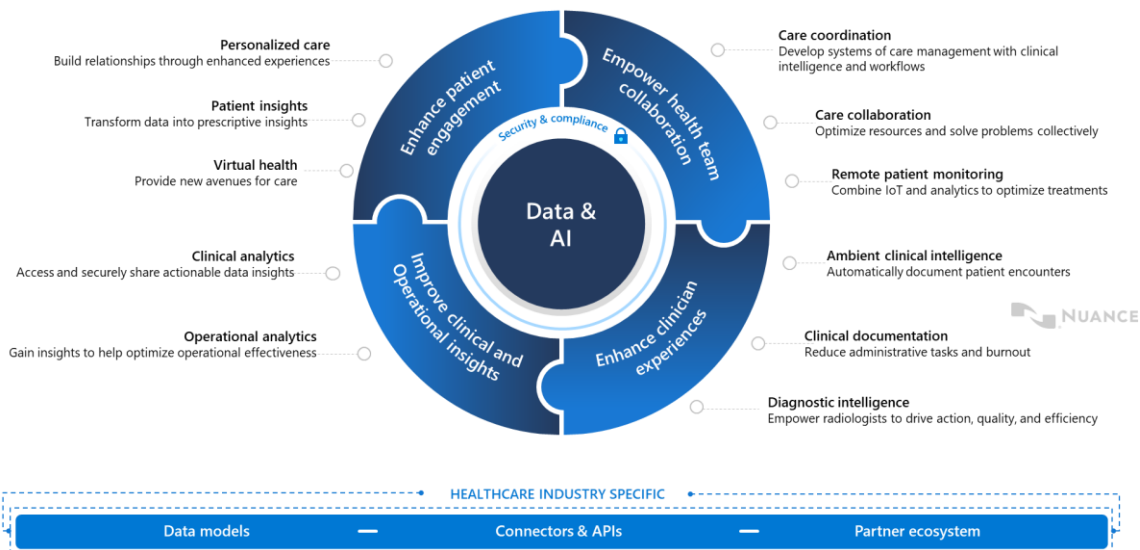 Personalized care
Build relationships through enhanced experiences
Patient insights
Transform data into prescriptive insights
Virtual health
Provide new avenues for care
Clinical analytics
Access and securely share actionable data insights
Operational analytics
Gain insights to help optimize operational effectiveness
Enhance patient
engagement
Empower health team
collaboration
Security & compliance
Data &
AI
Improve clinical and
Operational insights
Enhance clinician
experiences
Care coordination
Develop systems of care management with clinical
intelligence and workflows
Care collaboration
Optimize resources and solve problems collectively
Remote patient monitoring
Combine IoT and analytics to optimize treatments
Ambient clinical intelligence
Automatically document patient encounters
NUANCE
Clinical documentation
Reduce administrative tasks and burnout
Diagnostic intelligence
Empower radiologists to drive action, quality, and efficiency
HEALTHCARE INDUSTRY SPECIFIC
Data models — Connectors & APIs — Partner ecosystem